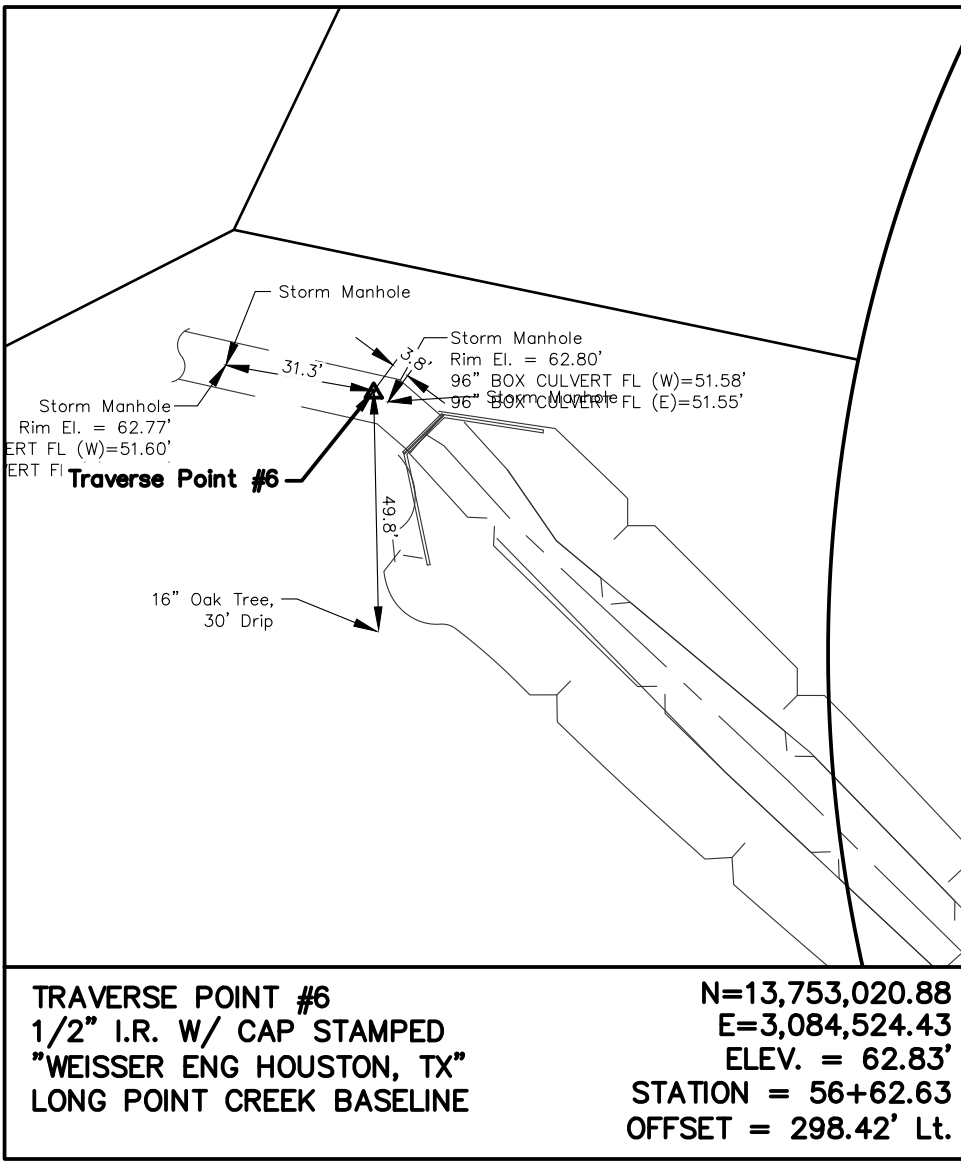 Storm Manhole
31.3'
3.8'
Storm Manhole
Rim El. = 62.80'
96" BOX CULVERT FL (W)=51.58'
Storm Manhole
96" BOX CULVERT FL (E)=51.55'
Storm Manhole
Rim El. = 62.77'
ERT FL (W)=51.60'
ERT FL
Traverse Point #6
49.8'
16" Oak Tree,
30' Drip
TRAVERSE POINT #6
1/2" I.R. W/ CAP STAMPED
"WEISSER ENG HOUSTON, TX"
LONG POINT CREEK BASELINE
N=13,753,020.88
E=3,084,524.43
ELEV. = 62.83'
STATION = 56+62.63
OFFSET = 298.42' Lt.